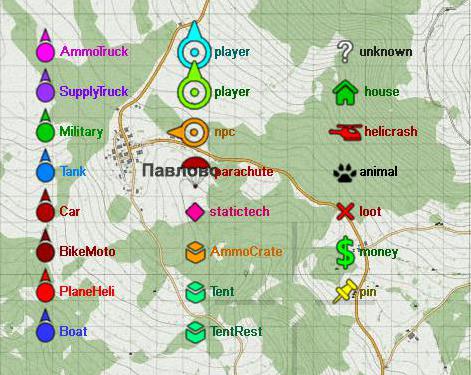 AmmoTruck player unknown
SupplyTruck player house
Military npc helicrash
Tank Павлово parachute animal
Car statictech loot
BikeMoto AmmoCrate $ money
PlaneHeli Tent pin
Boat TentRest